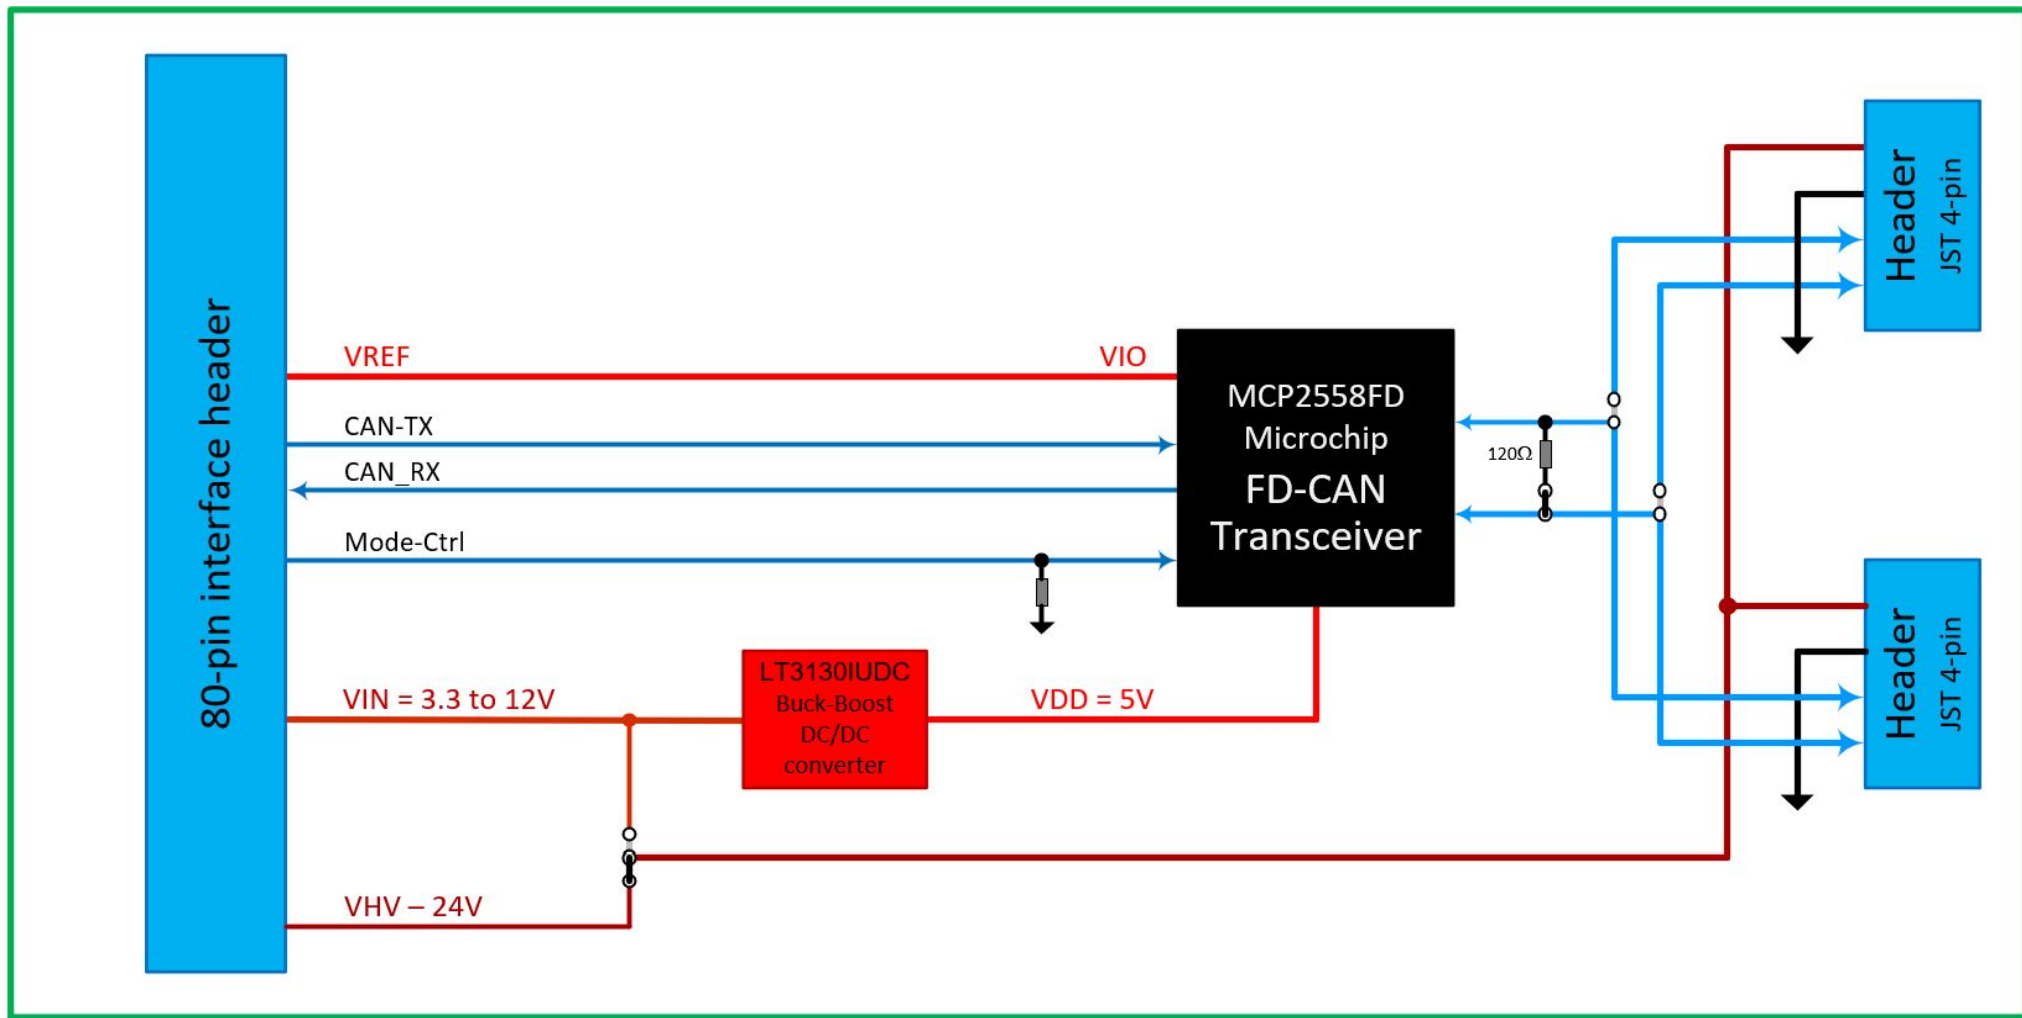 80-pin interface header
VREF
VIO
CAN-TX
CAN_RX
Mode-Ctrl
VIN = 3.3 to 12V
VHV – 24V
LT3130IUDC
Buck-Boost
DC/DC
converter
VDD = 5V
MCP2558FD
Microchip
FD-CAN
Transceiver
120Ω
Header
JST 4-pin
Header
JST 4-pin